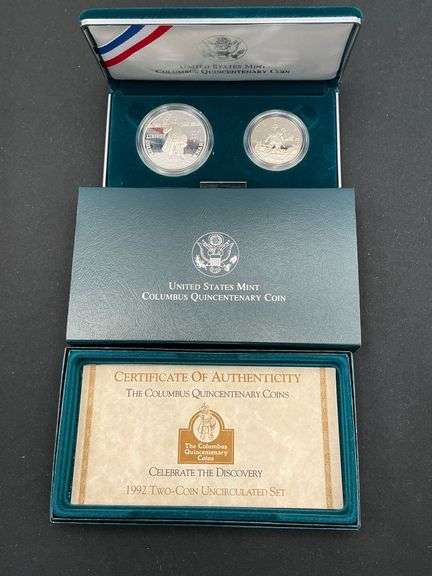 United States Mint
Columbus Quincentenary Coin
United States Mint
Columbus Quincentenary Coin
Certificate Of Authenticity
The Columbus Quincentenary Coins
The Columbus
Quincentenary
Coins
Celebrate the Discovery
1992 Two-Coin Uncirculated Set